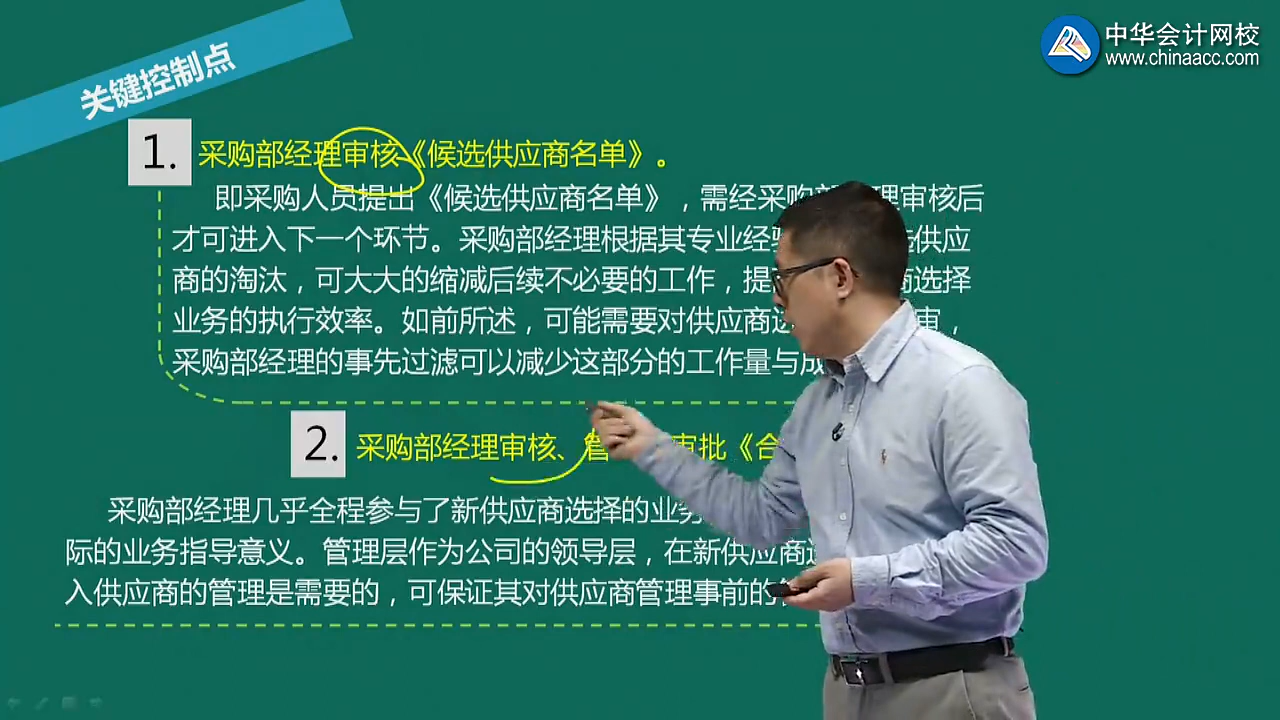 中华会计网校
www.chinaacc.com
关键控制点
1. 采购部经理审核《候选供应商名单》。
即采购人员提出《候选供应商名单》，需经采购部 理审核后
才可进入下一个环节。采购部经理根据其专业经验 选供应
商的淘汰，可大大的缩减后续不必要的工作，提 商选择
业务的执行效率。如前所述，可能需要对供应商 审，
采购部经理的事先过滤可以减少这部分的工作量与成
2. 采购部经理审核、管 审批《合
采购部经理几乎全程参与了新供应商选择的业务
际的业务指导意义。管理层作为公司的领导层，在新供应商
入供应商的管理是需要的，可保证其对供应商管理事前的